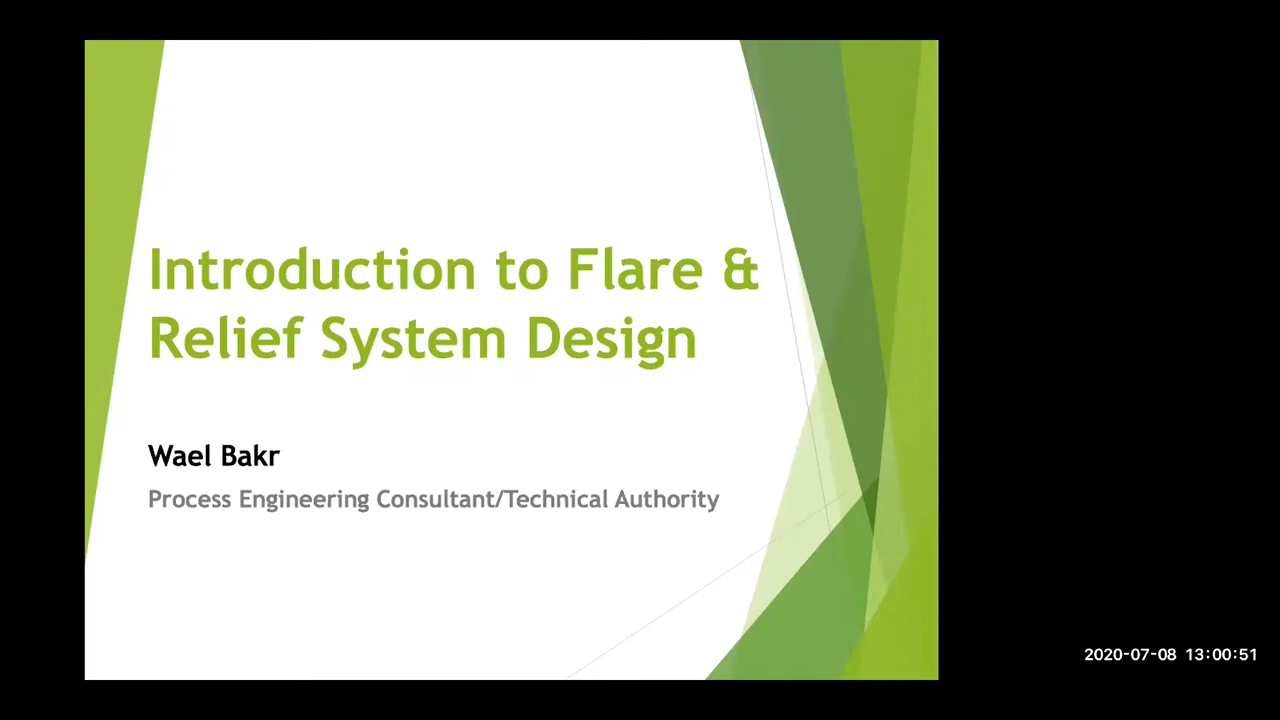 Introduction to Flare &
Relief System Design
Wael Bakr
Process Engineering Consultant/Technical Authority
2020-07-08 13:00:51